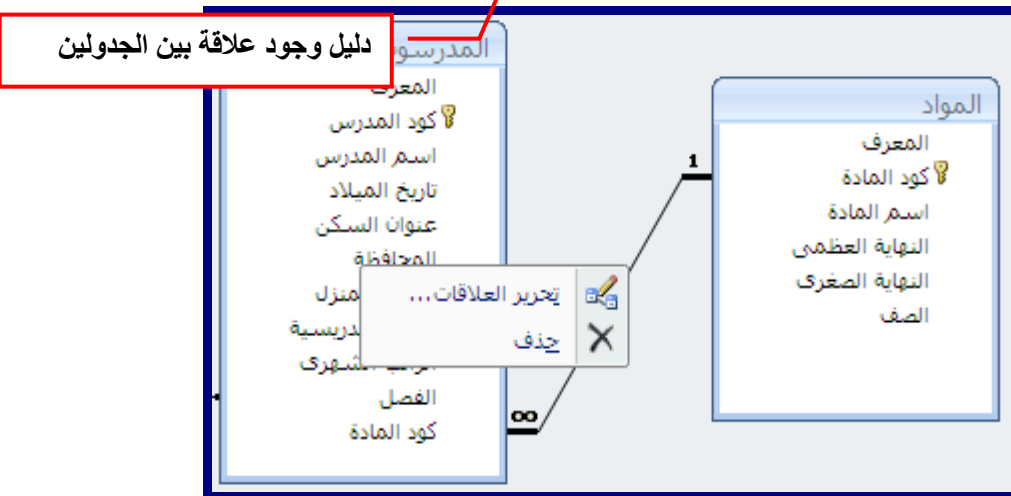 دليل وجود علاقة بين الجدولين
المواد
المعرف
كود المادة
اسم المادة
النهاية العظمى
النهاية الصغرى
الصف
1
∞
المعرف
كود المدرس
اسم المدرس
تاريخ الميلاد
عنوان السكن
المحافظة
الفصل
كود المادة
تحرير العلاقات...
حذف